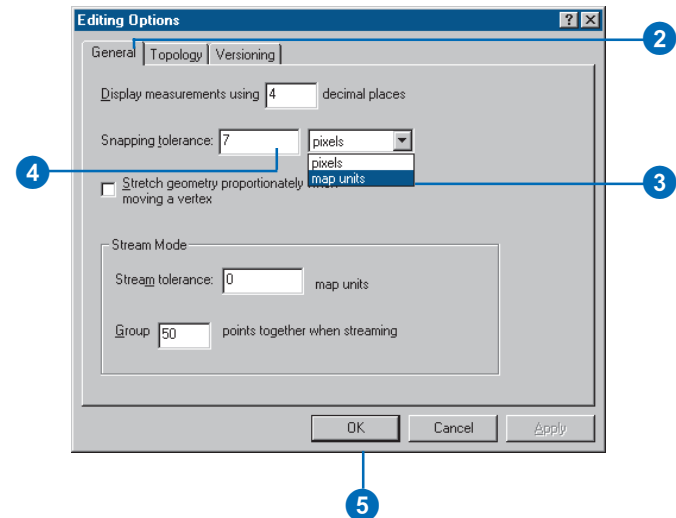 Editing Options
General Topology Versioning
2
Display measurements using 4 decimal places
Snapping tolerance: 7 pixels
pixels
map units
4
3
Stretch geometry proportionately when
moving a vertex
Stream Mode
Stream tolerance: 0 map units
Group 50 points together when streaming
OK Cancel Apply
5